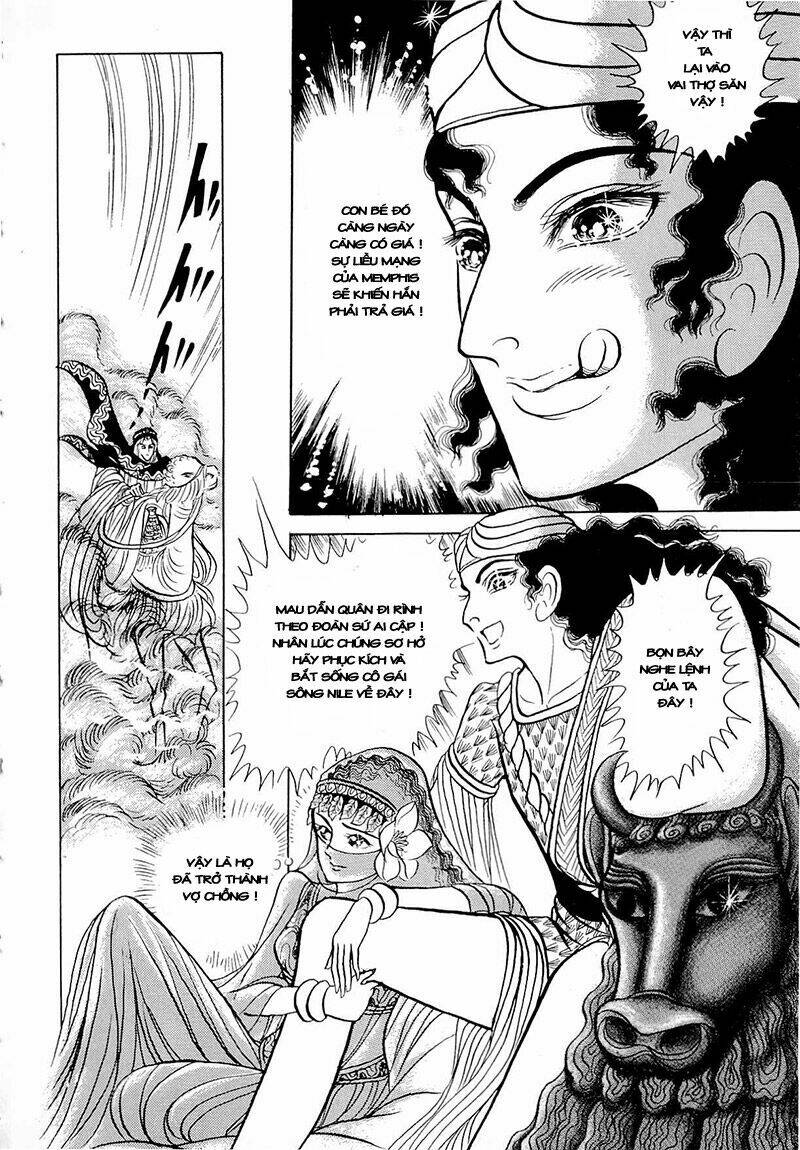 VẬY THÌ
TA
LẠI VÀO
VAI THỢ SĂN
VẬY !
CON BÉ ĐÓ
CÀNG NGÀY
CÀNG CÓ GIÁ !
SỰ LIỀU MẠNG
CỦA MEMPHIS
SẼ KHIẾN HẮN
PHẢI TRẢ GIÁ !
BỌN BÂY
NGHE LỆNH
CỦA TA
ĐÂY !
MAU DẪN QUÂN ĐI RÌNH
THEO ĐOÀN SỨ AI CẬP !
NHÂN LÚC CHÚNG SƠ HỞ
HÃY PHỤC KÍCH VÀ
BẮT SỐNG CÔ GÁI
SÔNG NILE VỀ ĐÂY !
VẬY LÀ HỌ
ĐÃ TRỞ THÀNH
VỢ CHỒNG !